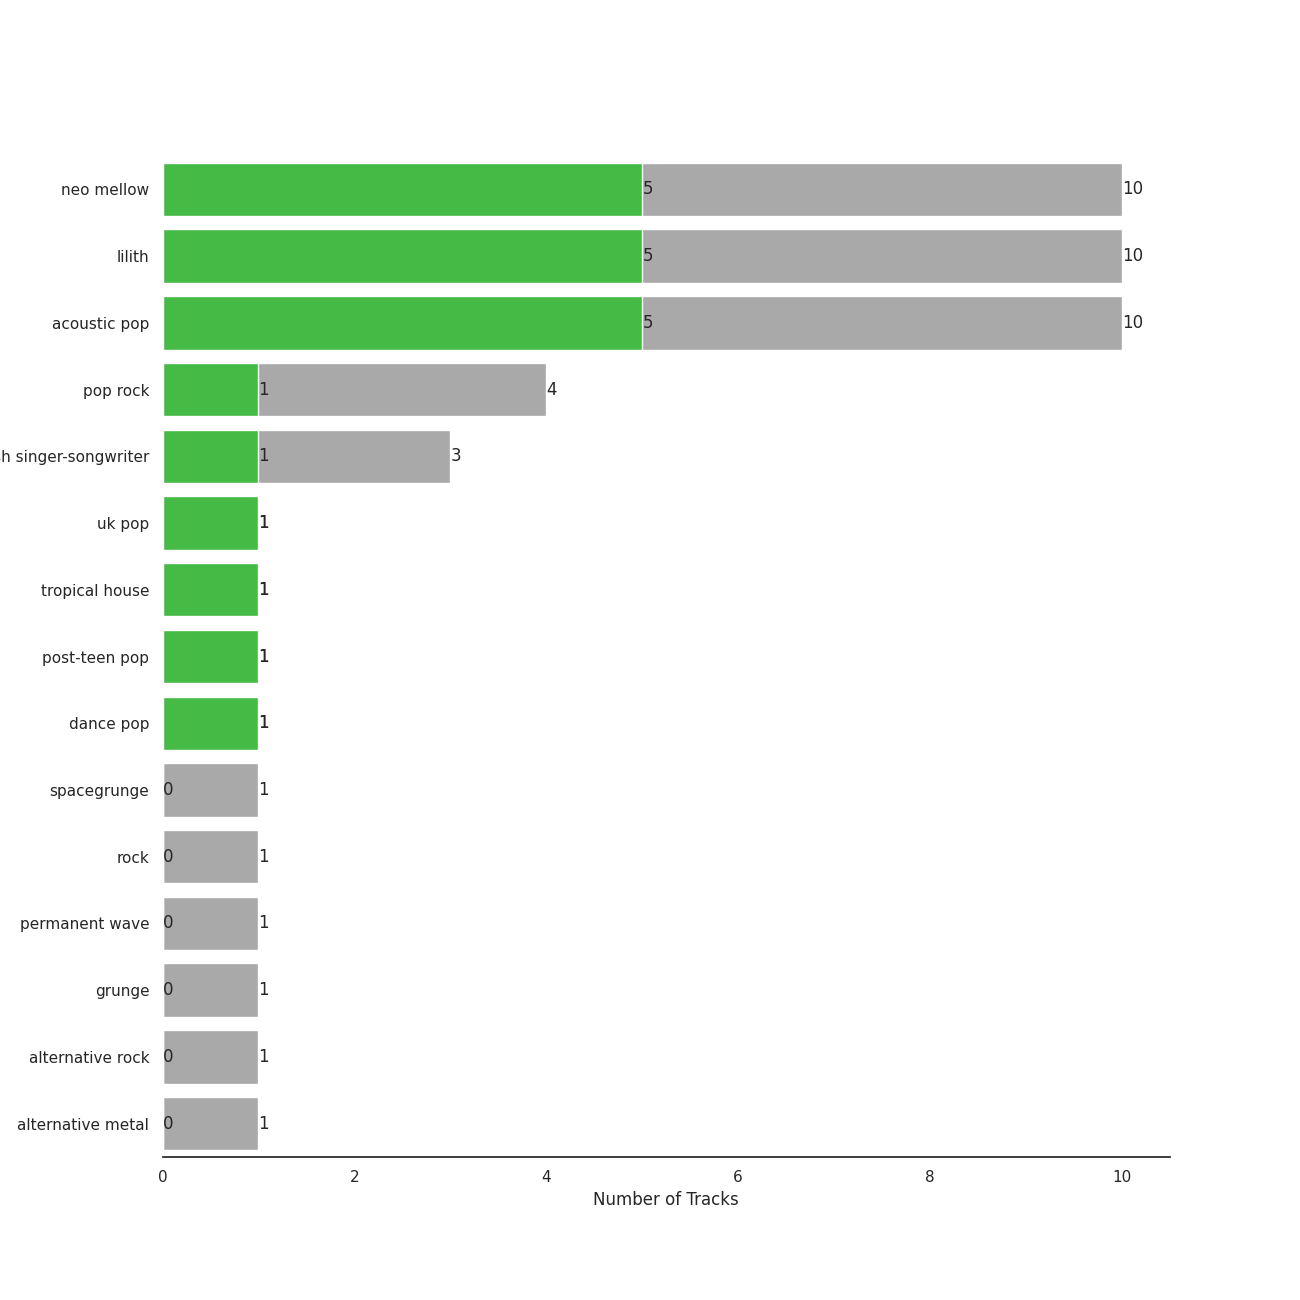 neo mellow 5 10
lilith 5 10
acoustic pop 5 10
pop rock 1 4
h singer-songwriter 1 3
uk pop 1
tropical house 1
post-teen pop 1
dance pop 1
spacegrunge 0 1
rock 0 1
permanent wave 0 1
grunge 0 1
alternative rock 0 1
alternative metal 0 1
0 2 4 6 8 10
Number of Tracks